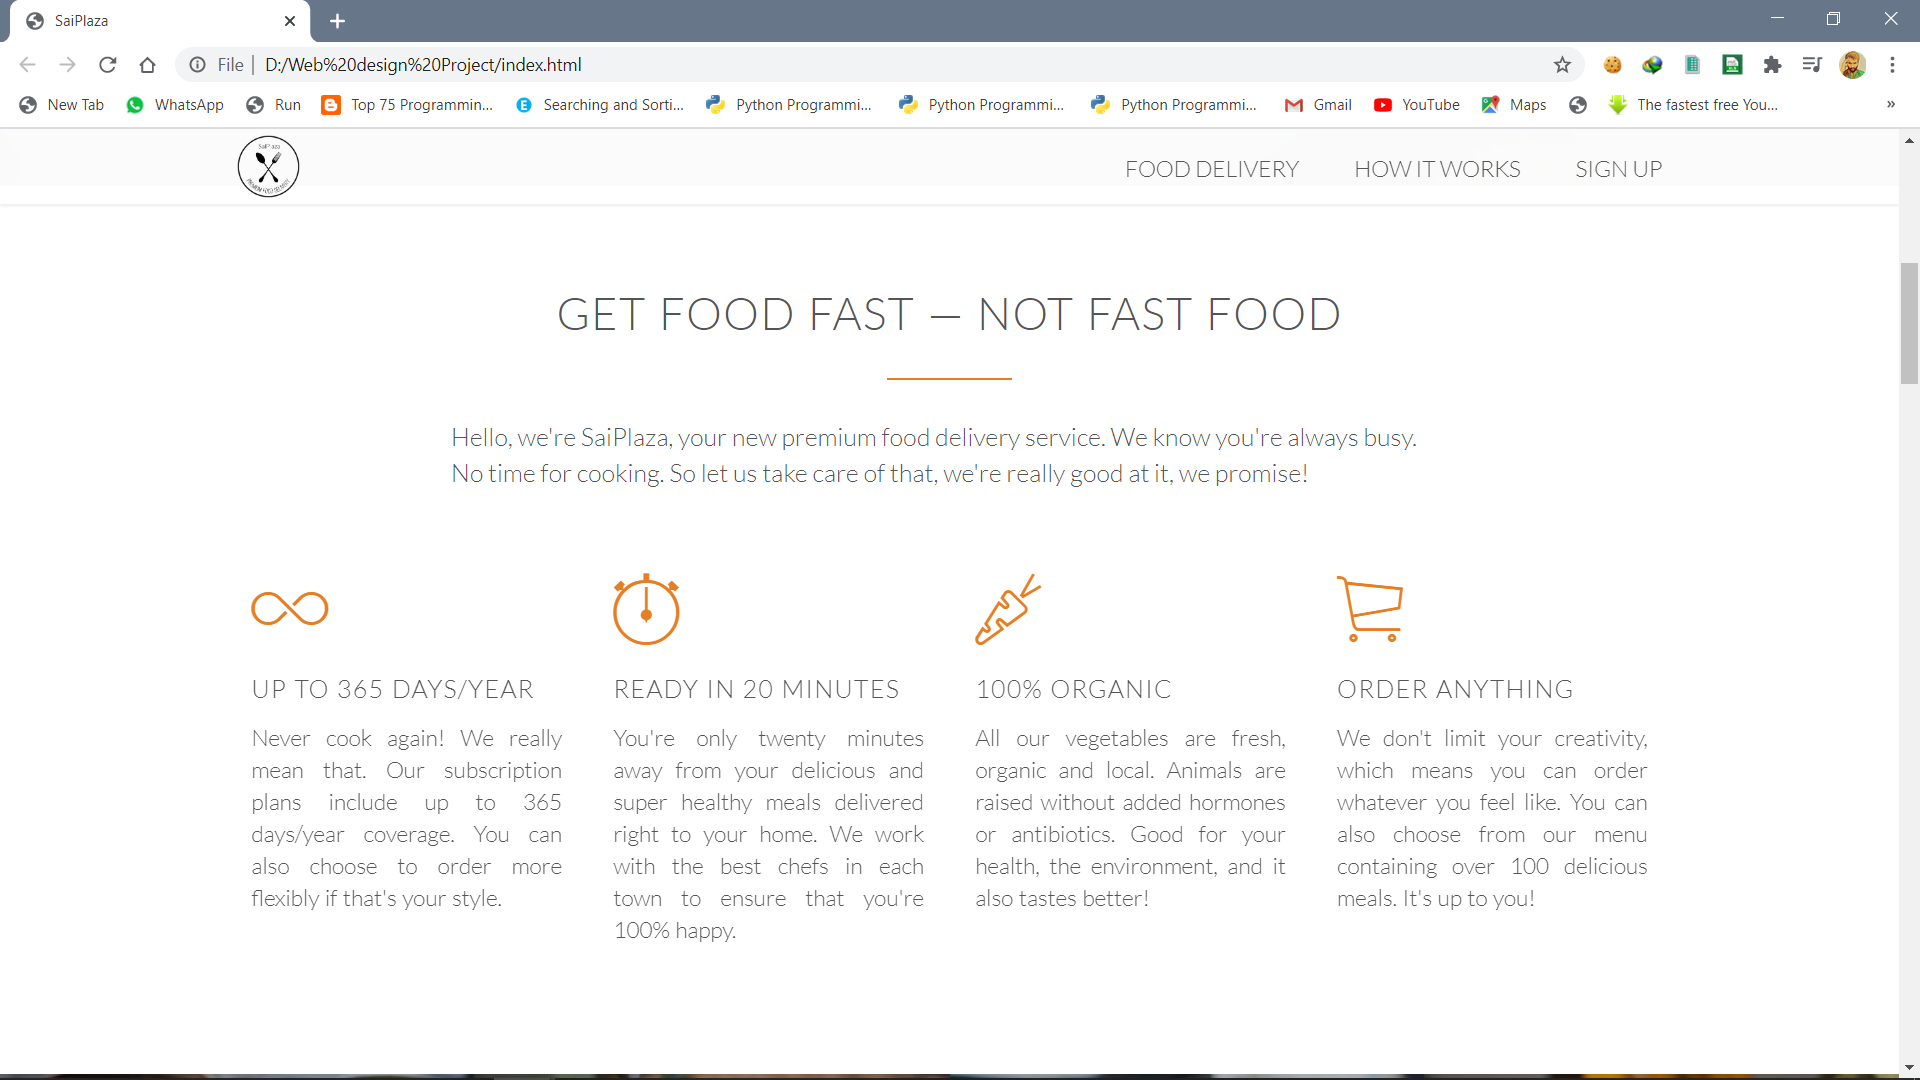 SaiPlaza
File
D:/Web%20design%20Project/index.html
New Tab
WhatsApp
Run
Top 75 Programmin...
Searching and Sorti...
Python Programmi...
Python Programmi...
Python Programmi...
Gmail
YouTube
Maps
The fastest free You...
»
SaiPlaza
PREMIUM FOOD DELIVERY
FOOD DELIVERY
HOW IT WORKS
SIGN UP
GET FOOD FAST — NOT FAST FOOD
Hello, we're SaiPlaza, your new premium food delivery service. We know you're always busy.
No time for cooking. So let us take care of that, we're really good at it, we promise!
UP TO 365 DAYS/YEAR
Never cook again! We really
mean that. Our subscription
plans include up to 365
days/year coverage. You can
also choose to order more
flexibly if that's your style.
READY IN 20 MINUTES
You're only twenty minutes
away from your delicious and
super healthy meals delivered
right to your home. We work
with the best chefs in each
town to ensure that you're
100% happy.
100% ORGANIC
All our vegetables are fresh,
organic and local. Animals are
raised without added hormones
or antibiotics. Good for your
health, the environment, and it
also tastes better!
ORDER ANYTHING
We don't limit your creativity,
which means you can order
whatever you feel like. You can
also choose from our menu
containing over 100 delicious
meals. It's up to you!